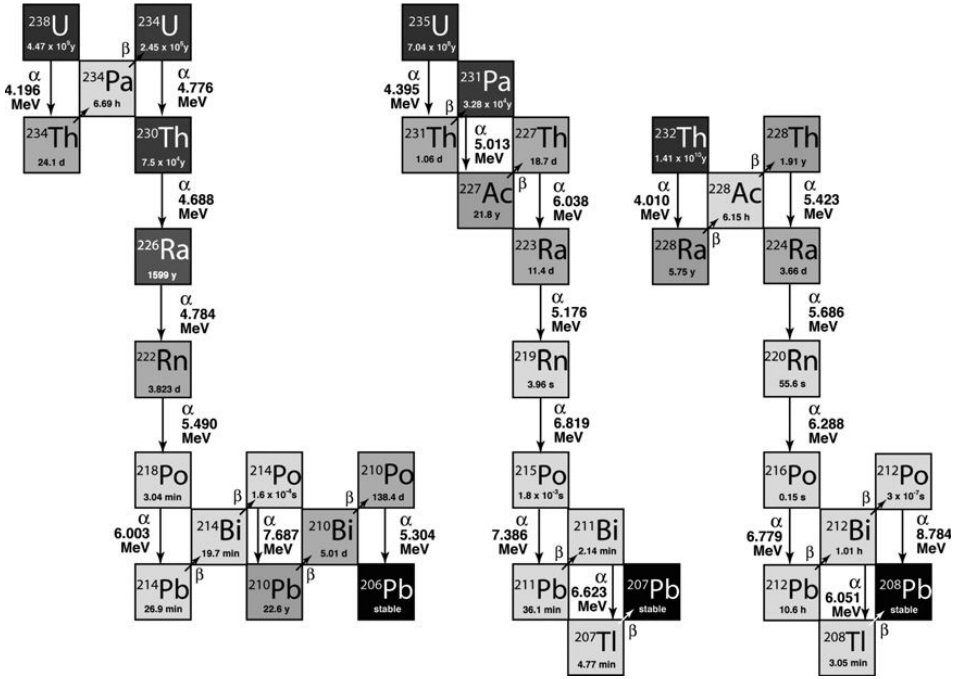 ²³⁸U
4.47 x 10⁹y
α
4.196
MeV
²³⁴Th
24.1 d
β
²³⁴Pa
6.69 h
β
²³⁴U
2.45 x 10⁵y
α
4.776
MeV
²³⁰Th
7.5 x 10⁴y
α
4.688
MeV
²²⁶Ra
1599 y
α
4.784
MeV
²²²Rn
3.823 d
α
5.490
MeV
²¹⁸Po
3.04 min
α
6.003
MeV
²¹⁴Pb
26.9 min
β
²¹⁴Bi
19.7 min
β
²¹⁴Po
1.6 x 10⁻⁴s
α
7.687
MeV
²¹⁰Pb
22.6 y
β
²¹⁰Bi
5.01 d
β
²¹⁰Po
138.4 d
α
5.304
MeV
²⁰⁶Pb
stable
²³⁵U
7.04 x 10⁸y
α
4.395
MeV
²³¹Th
1.06 d
β
²³¹Pa
3.28 x 10⁴y
α
5.013
MeV
²²⁷Ac
21.8 y
β
²²⁷Th
18.7 d
α
6.038
MeV
²²³Ra
11.4 d
α
5.176
MeV
²¹⁹Rn
3.96 s
α
6.819
MeV
²¹⁵Po
1.8 x 10⁻³s
α
7.386
MeV
²¹¹Pb
36.1 min
β
²¹¹Bi
2.14 min
α
6.623
MeV
²⁰⁷Tl
4.77 min
β
²⁰⁷Pb
stable
²³²Th
1.41 x 10¹⁰y
α
4.010
MeV
²²⁸Ra
5.75 y
β
²²⁸Ac
6.15 h
β
²²⁸Th
1.91 y
α
5.423
MeV
²²⁴Ra
3.66 d
α
5.686
MeV
²²⁰Rn
55.6 s
α
6.288
MeV
²¹⁶Po
0.15 s
α
6.779
MeV
²¹²Pb
10.6 h
β
²¹²Bi
1.01 h
β
²¹²Po
3 x 10⁻⁷s
α
8.784
MeV
α
6.051
MeV
²⁰⁸Tl
3.05 min
β
²⁰⁸Pb
stable